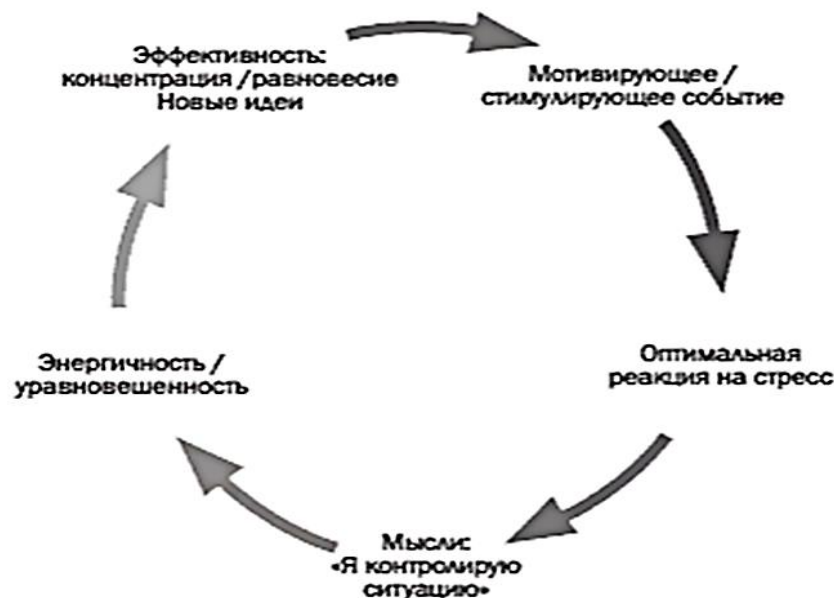 Эффективность:
концентрация / равновесие
Новые идеи
Мотивирующее /
стимулирующее событие
Оптимальная
реакция на стресс
Мысли:
«Я контролирую
ситуацию»
Энергичность /
уравновешенность